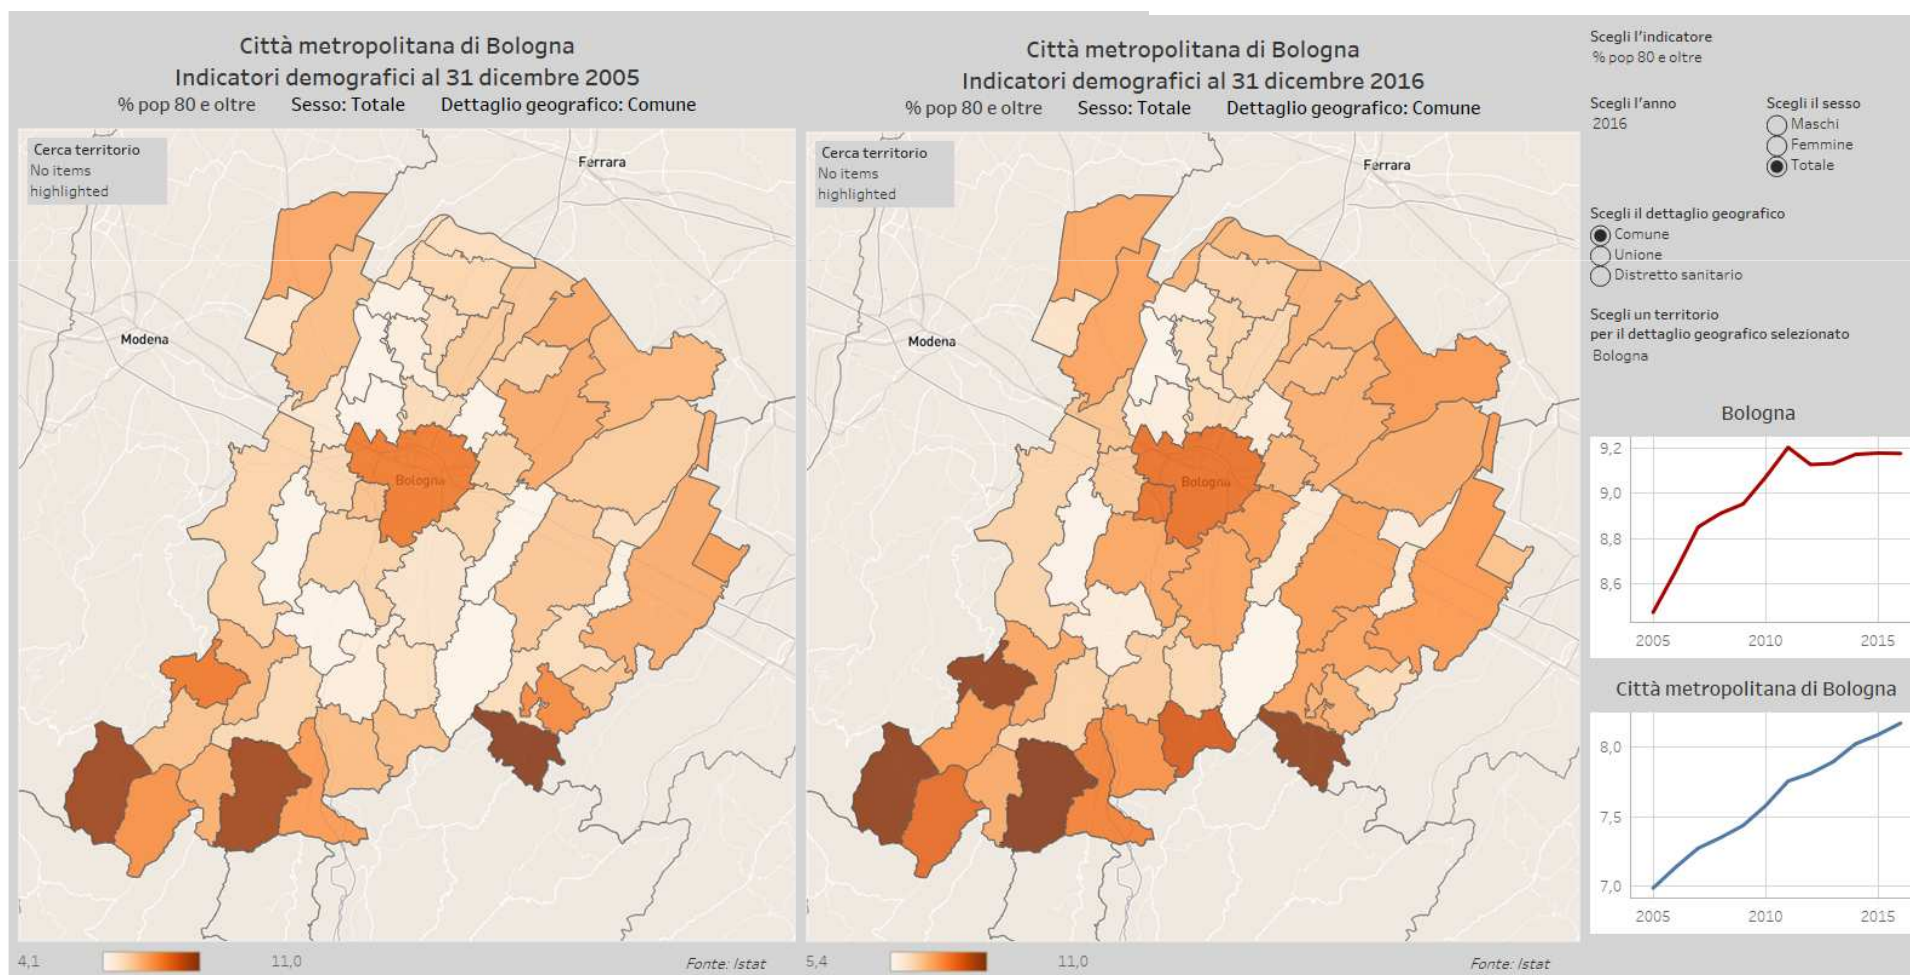 Città metropolitana di Bologna
Indicatori demografici al 31 dicembre 2005
% pop 80 e oltre Sesso: Totale Dettaglio geografico: Comune
Cerca territorio
No items
highlighted
Ferrara
Modena
Bologna
4,1 11,0 Fonte: Istat
Città metropolitana di Bologna
Indicatori demografici al 31 dicembre 2016
% pop 80 e oltre Sesso: Totale Dettaglio geografico: Comune
Cerca territorio
No items
highlighted
Ferrara
Modena
Bologna
5,4 11,0 Fonte: Istat
Scegli l'indicatore
% pop 80 e oltre
Scegli l'anno
2016
Scegli il sesso
Maschi
Femmine
Totale
Scegli il dettaglio geografico
Comune
Unione
Distretto sanitario
Scegli un territorio
per il dettaglio geografico selezionato
Bologna
Bologna
9,2
9,0
8,8
8,6
2005 2010 2015
Città metropolitana di Bologna
8,0
7,5
7,0
2005 2010 2015